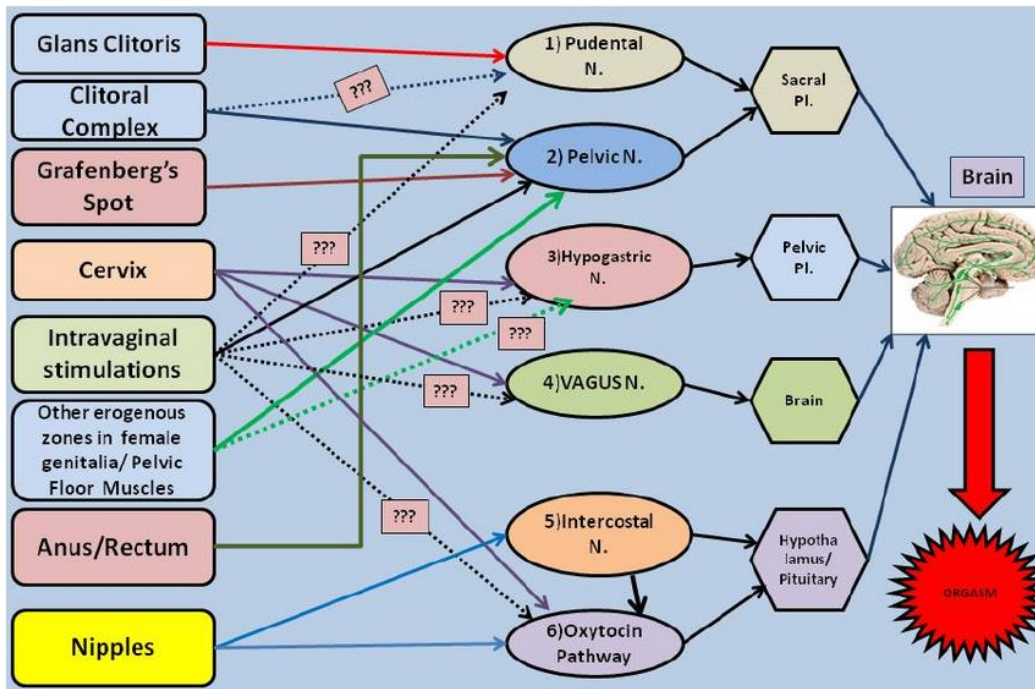 Glans Clitoris
Clitoral
Complex
Grafenberg's
Spot
Cervix
Intravaginal
stimulations
Other erogenous
zones in female
genitalia/ Pelvic
Floor Muscles
Anus/Rectum
Nipples
???
???
???
???
???
???
1) Pudental
N.
2) Pelvic N.
3)Hypogastric
N.
4)VAGUS N.
5)Intercostal
N.
6)Oxytocin
Pathway
Sacral
Pl.
Pelvic
Pl.
Brain
Hypotha
lamus/
Pituitary
Brain
ORGASM